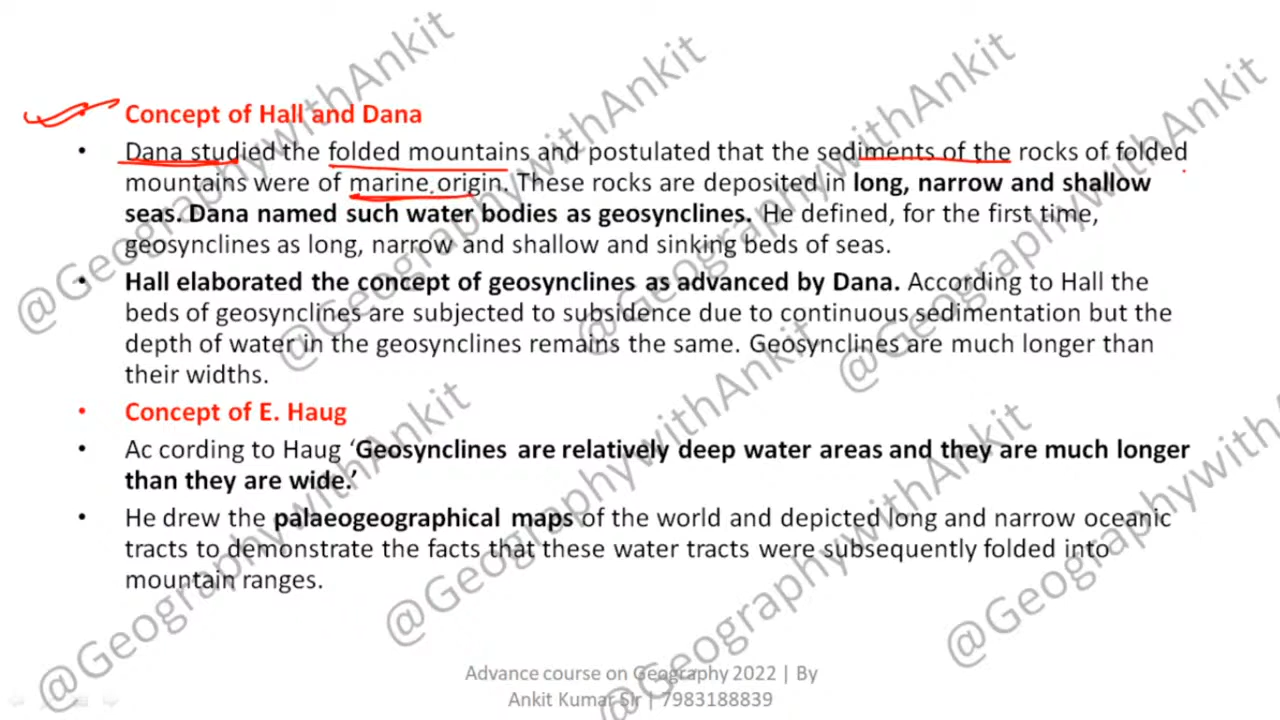 Concept of Hall and Dana
• Dana studied the folded mountains and postulated that the sediments of the rocks of folded
mountains were of marine origin. These rocks are deposited in long, narrow and shallow
seas. Dana named such water bodies as geosynclines. He defined, for the first time,
geosynclines as long, narrow and shallow and sinking beds of seas.
• Hall elaborated the concept of geosynclines as advanced by Dana. According to Hall the
beds of geosynclines are subjected to subsidence due to continuous sedimentation but the
depth of water in the geosynclines remains the same. Geosynclines are much longer than
their widths.
• Concept of E. Haug
• Ac cording to Haug ‘Geosynclines are relatively deep water areas and they are much longer
than they are wide.’
• He drew the palaeogeographical maps of the world and depicted long and narrow oceanic
tracts to demonstrate the facts that these water tracts were subsequently folded into
mountain ranges.
Advance course on Geography 2022 | By
Ankit Kumar Sir | 7983188839
@GeographywithAnkit
@GeographywithAnkit
@GeographywithAnkit
@GeographywithAnkit
@GeographywithAnkit
@GeographywithAnkit
@GeographywithAnkit
@GeographywithAnkit